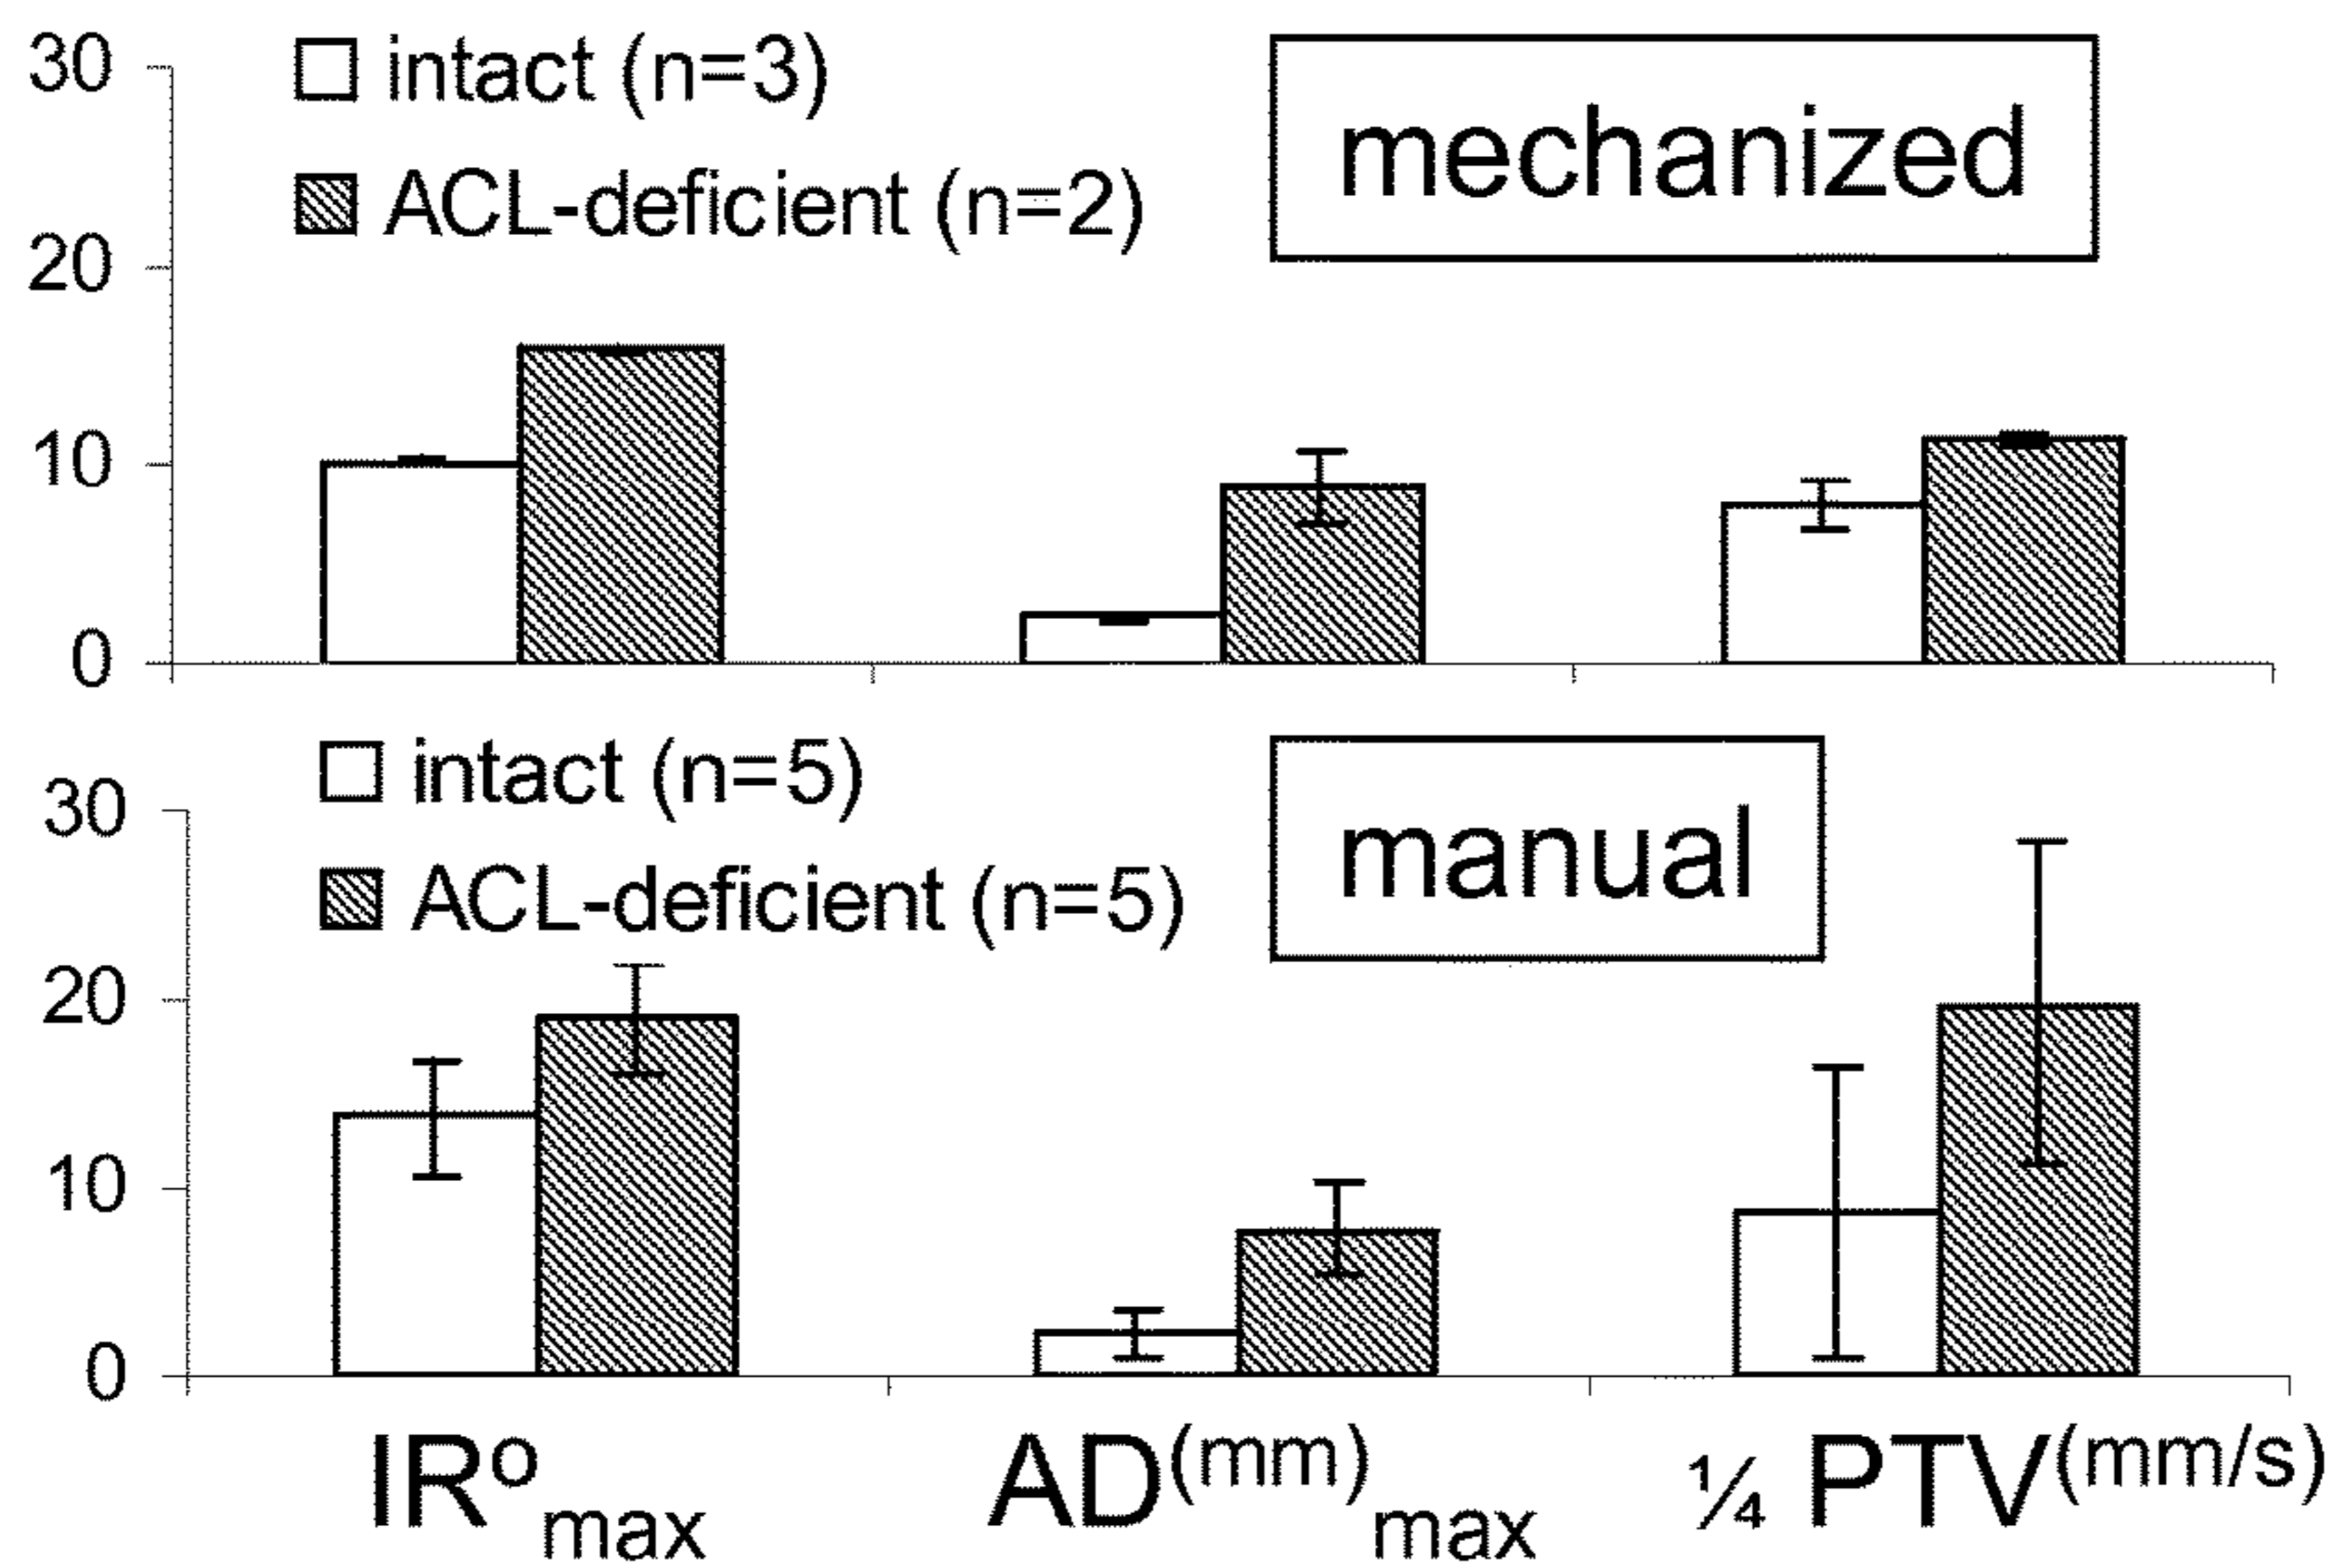 30
intact (n=3)
mechanized
ACL-deficient (n=2)
20
10
0
intact (n=5)
manual
30
ACL-deficient (n=5)
20
10
0
IR°max
AD(mm)max
¼ PTV(mm/s)